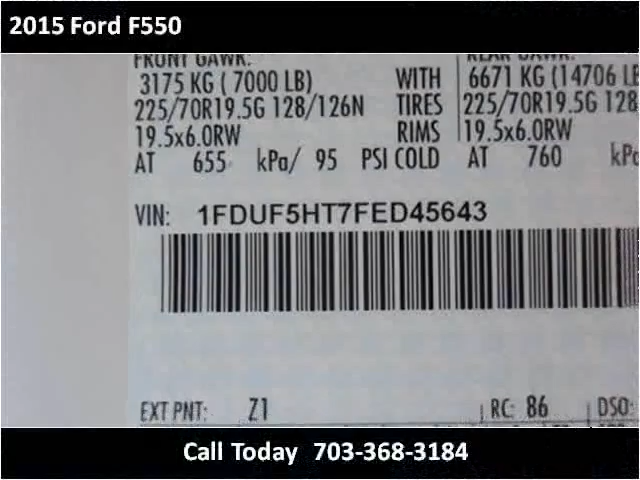 2015 Ford F550
FRONT GAWR: REAR GAWR:
3175 KG ( 7000 LB) WITH 6671 KG (14706 LB
225/70R19.5G 128/126N TIRES 225/70R19.5G 128
19.5x6.0RW RIMS 19.5x6.0RW
AT 655 kPa/ 95 PSI COLD AT 760 kPa
VIN: 1FDUF5HT7FED45643
EXT PNT: Z1 RC: 86 DSO:
Call Today 703-368-3184